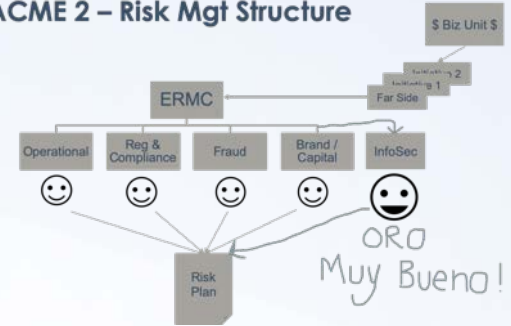 ACME 2 – Risk Mgt Structure
$ Biz Unit $
Initiative 2
Initiative 1
Far Side
ERMC
Operational
Reg &
Compliance
Fraud
Brand /
Capital
InfoSec
ORO
Muy Bueno!
Risk
Plan